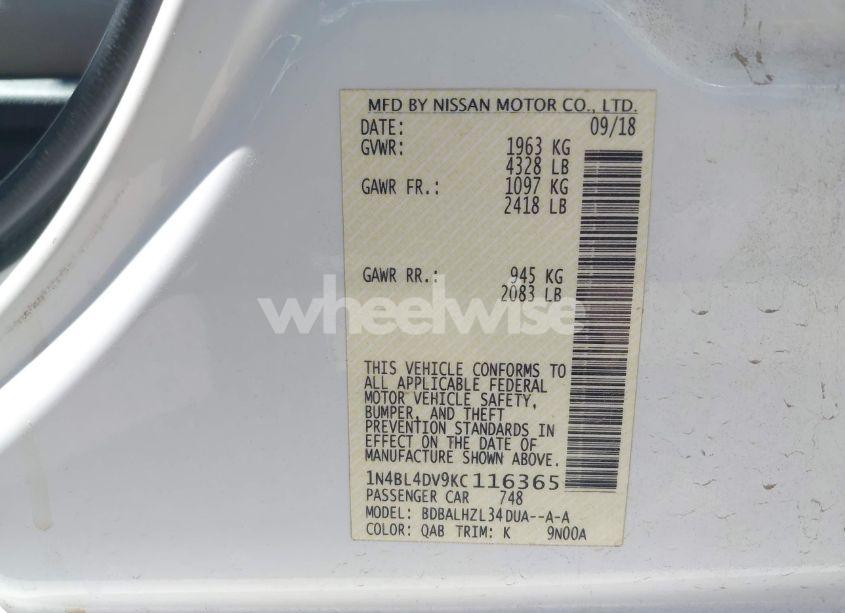 MFD BY NISSAN MOTOR CO., LTD.
DATE: 09/18
GVWR: 1963 KG
4328 LB
GAWR FR.: 1097 KG
2418 LB
GAWR RR.: 945 KG
2083 LB
wheelwise
THIS VEHICLE CONFORMS TO
ALL APPLICABLE FEDERAL
MOTOR VEHICLE SAFETY,
BUMPER, AND THEFT
PREVENTION STANDARDS IN
EFFECT ON THE DATE OF
MANUFACTURE SHOWN ABOVE.
1N4BL4DV9KC116365
PASSENGER CAR 748
MODEL: BDBALHZL34DUA--A-A
COLOR: QAB TRIM: K 9N00A